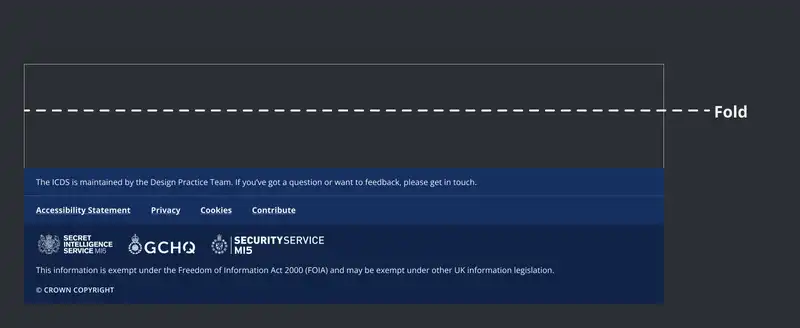 Fold
The ICDS is maintained by the Design Practice Team. If you've got a question or want to feedback, please get in touch.
Accessibility Statement Privacy Cookies Contribute
SECRET
INTELLIGENCE
SERVICE MI6
GCHQ
SECURITY SERVICE
MI5
This information is exempt under the Freedom of Information Act 2000 (FOIA) and may be exempt under other UK information legislation.
© CROWN COPYRIGHT